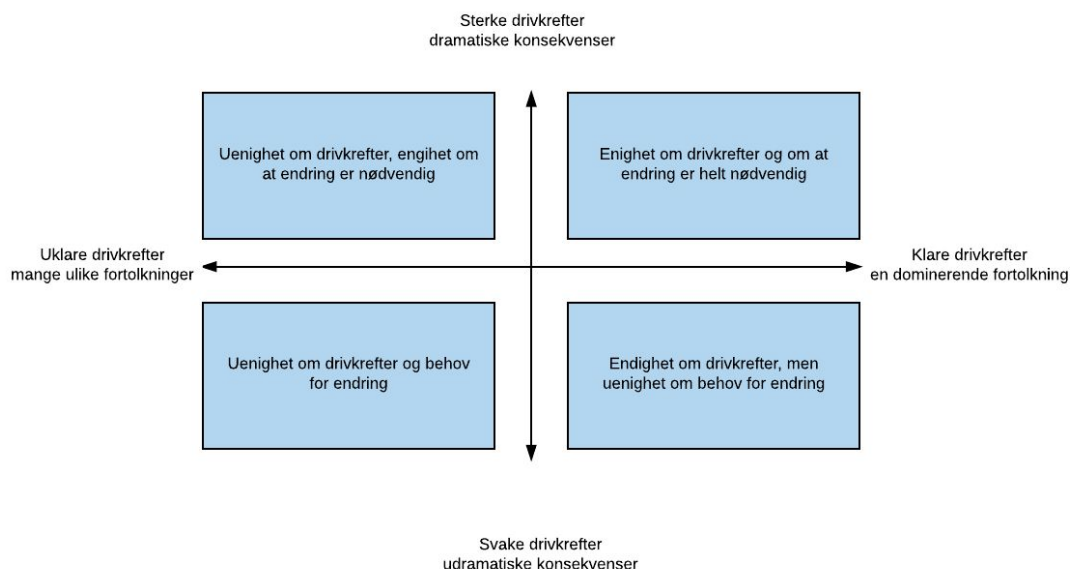 Sterke drivkrefter
dramatiske konsekvenser
Uenighet om drivkrefter, engihet om
at endring er nødvendig
Enighet om drivkrefter og om at
endring er helt nødvendig
Uklare drivkrefter
mange ulike fortolkninger
Klare drivkrefter
en dominerende fortolkning
Uenighet om drivkrefter og behov
for endring
Endighet om drivkrefter, men
uenighet om behov for endring
Svake drivkrefter
udramatiske konsekvenser